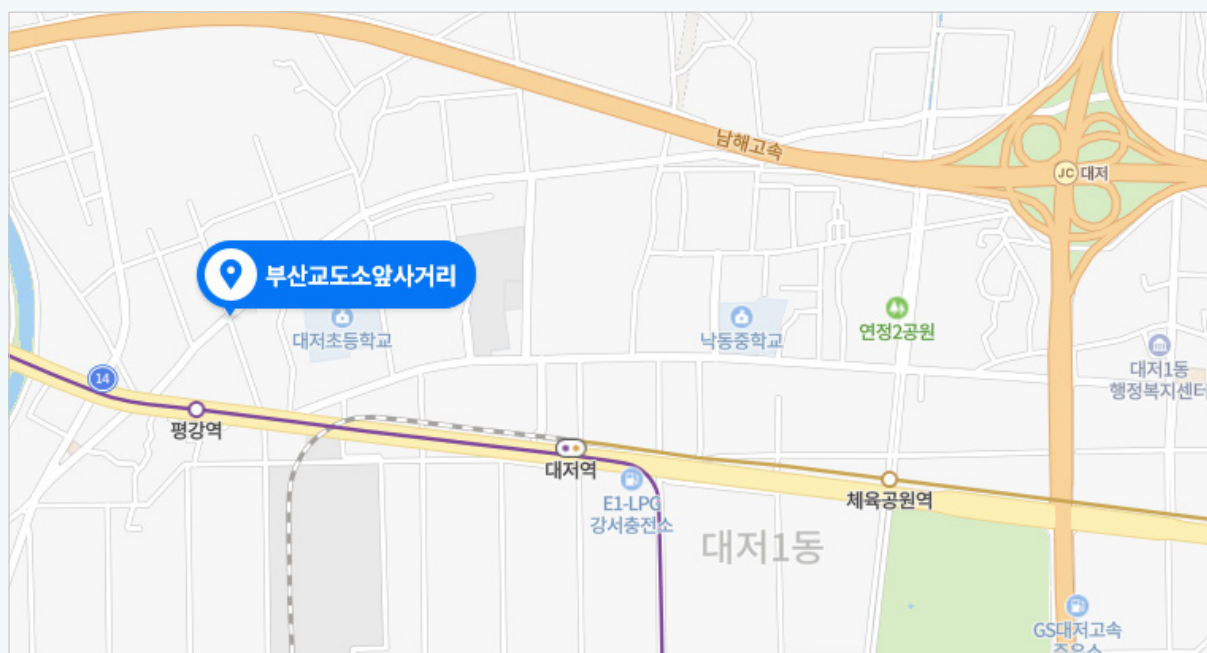 남해고속
JC 대저
부산교도소앞사거리
대저초등학교
낙동중학교
연정2공원
대저1동
행정복지센터
14
평강역
대저역
체육공원역
E1-LPG
강서충전소
대저1동
GS대저고속
주유소